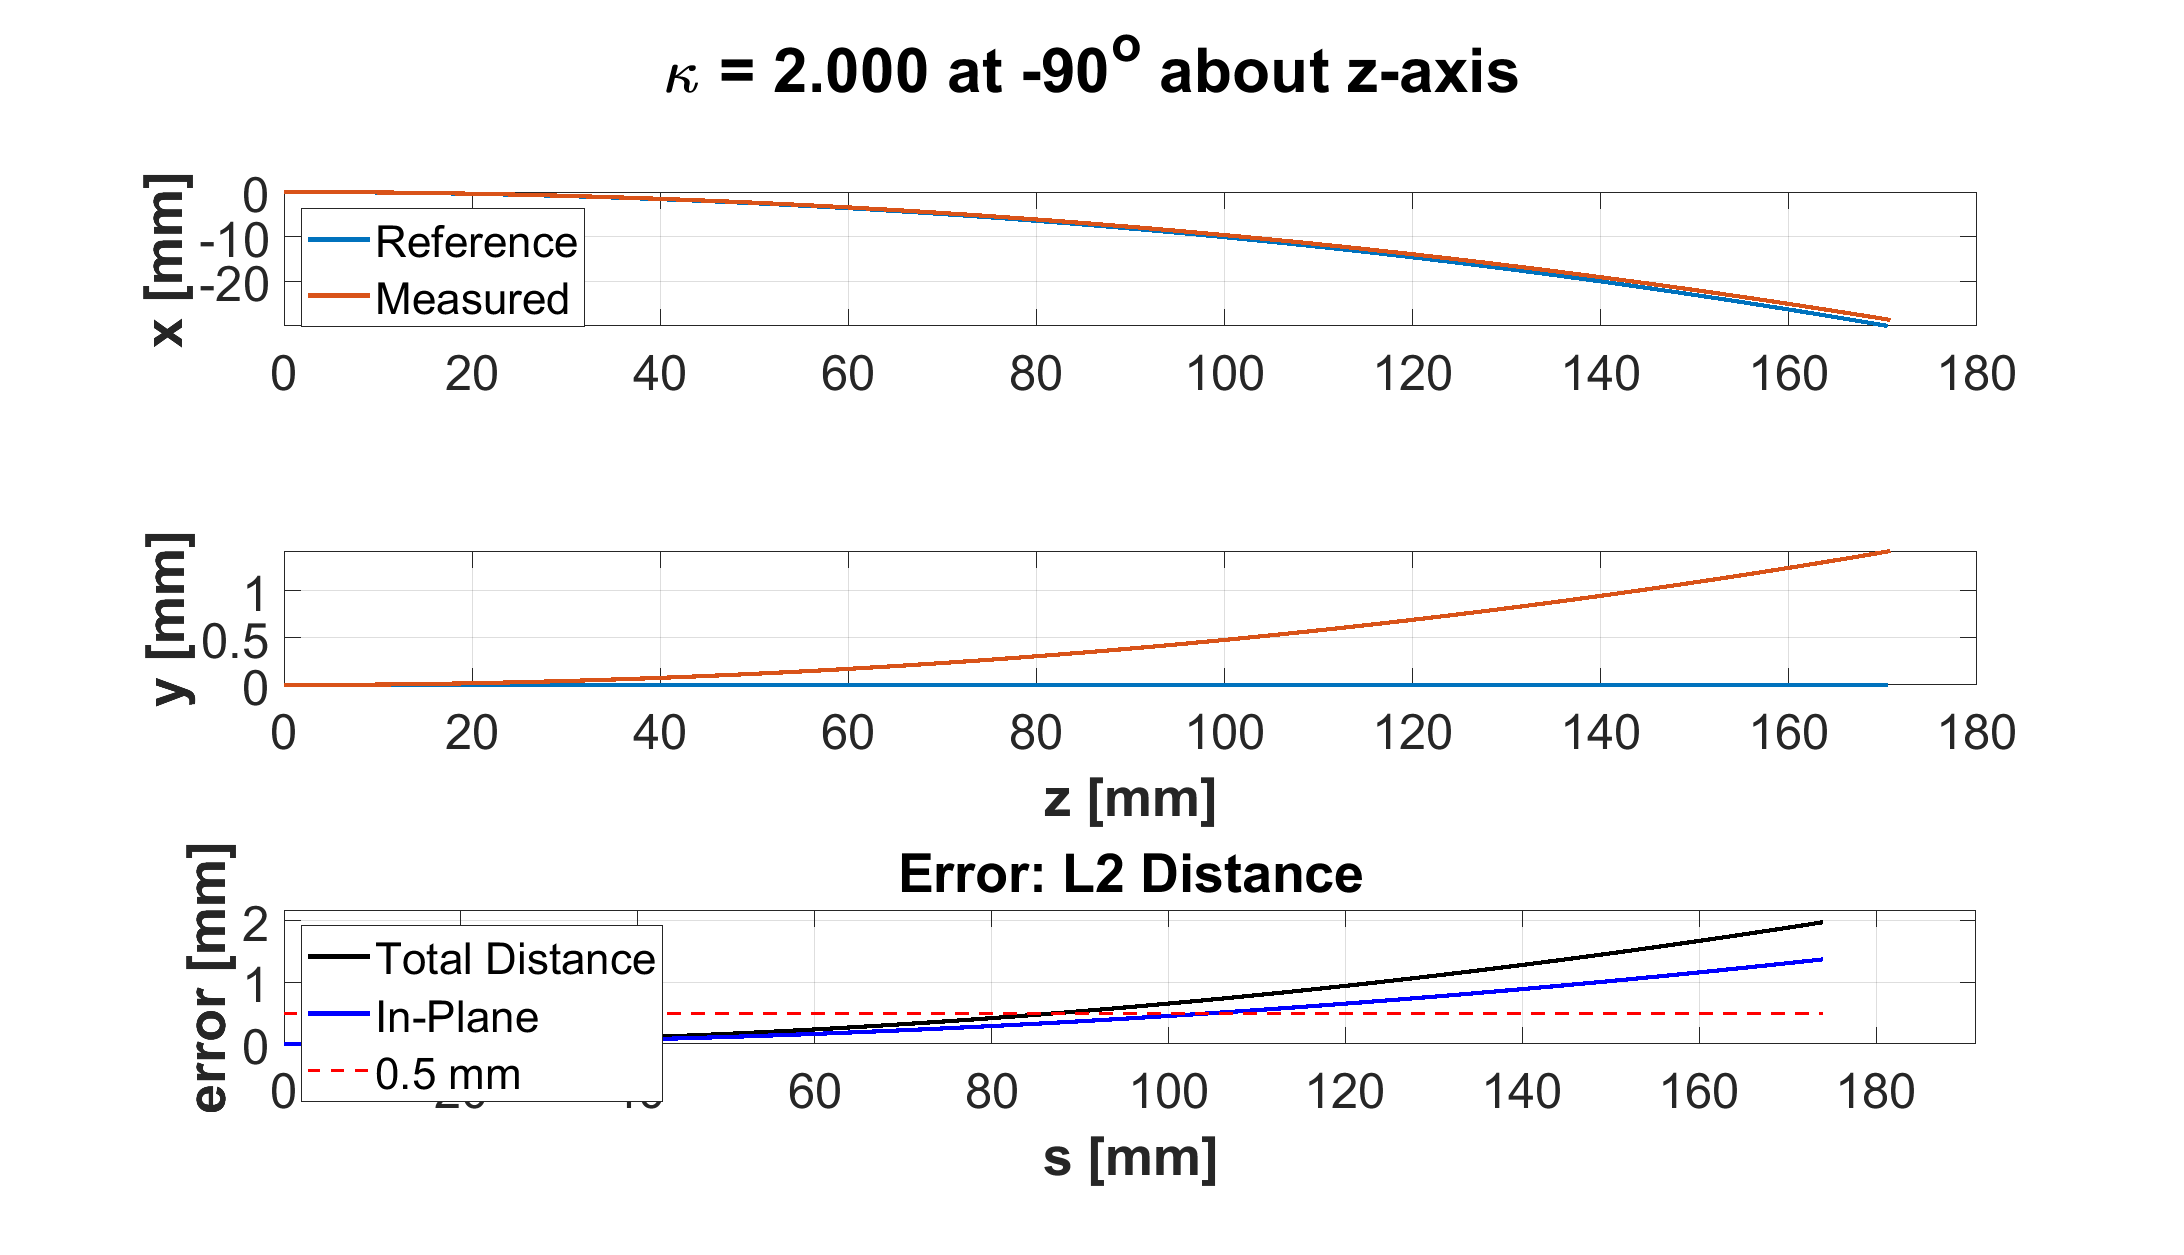 κ = 2.000 at -90° about z-axis
x [mm]
0
-10
-20
Reference
Measured
0 20 40 60 80 100 120 140 160 180
y [mm]
1
0.5
0
0 20 40 60 80 100 120 140 160 180
z [mm]
Error: L2 Distance
error [mm]
2
1
0
Total Distance
In-Plane
0.5 mm
0 20 40 60 80 100 120 140 160 180
s [mm]